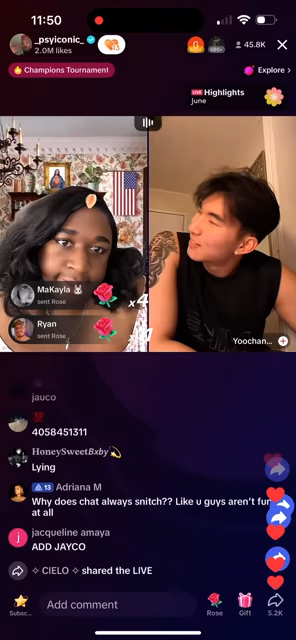 11:50
_psyiconic_
2.0M likes
45.8K
Champions Tournament
Explore >
LIVE Highlights
June
MaKayla 🐰
sent Rose
x4
Ryan
sent Rose
Yoochan...
jauco
💯
4058451311
HoneySweetBxby💫
Lying
13 Adriana M
Why does chat always snitch?? Like u guys aren't fun
at all
j
jacqueline amaya
ADD JAYCO
✧ CIELO ✧ shared the LIVE
Subsc...
Add comment
Rose
Gift
5.2K